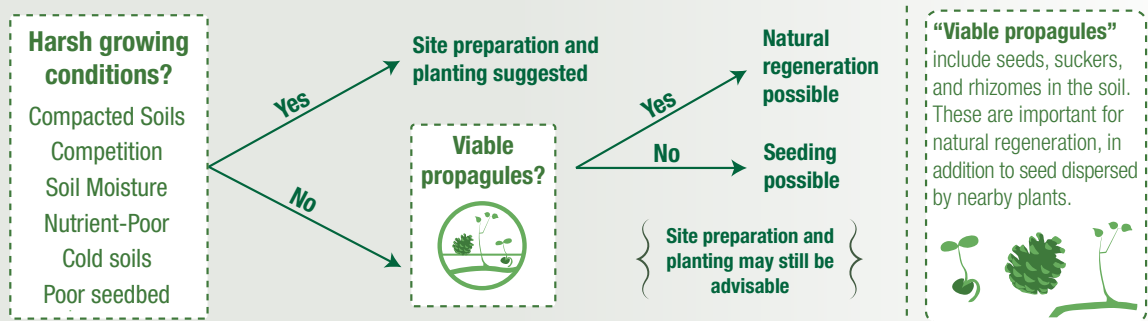 Harsh growing
conditions?
Compacted Soils
Competition
Soil Moisture
Nutrient-Poor
Cold soils
Poor seedbed
Yes
No
Site preparation and
planting suggested
Viable
propagules?
Yes
No
Natural
regeneration
possible
Seeding
possible
Site preparation and
planting may still be
advisable
“Viable propagules”
include seeds, suckers,
and rhizomes in the soil.
These are important for
natural regeneration, in
addition to seed dispersed
by nearby plants.